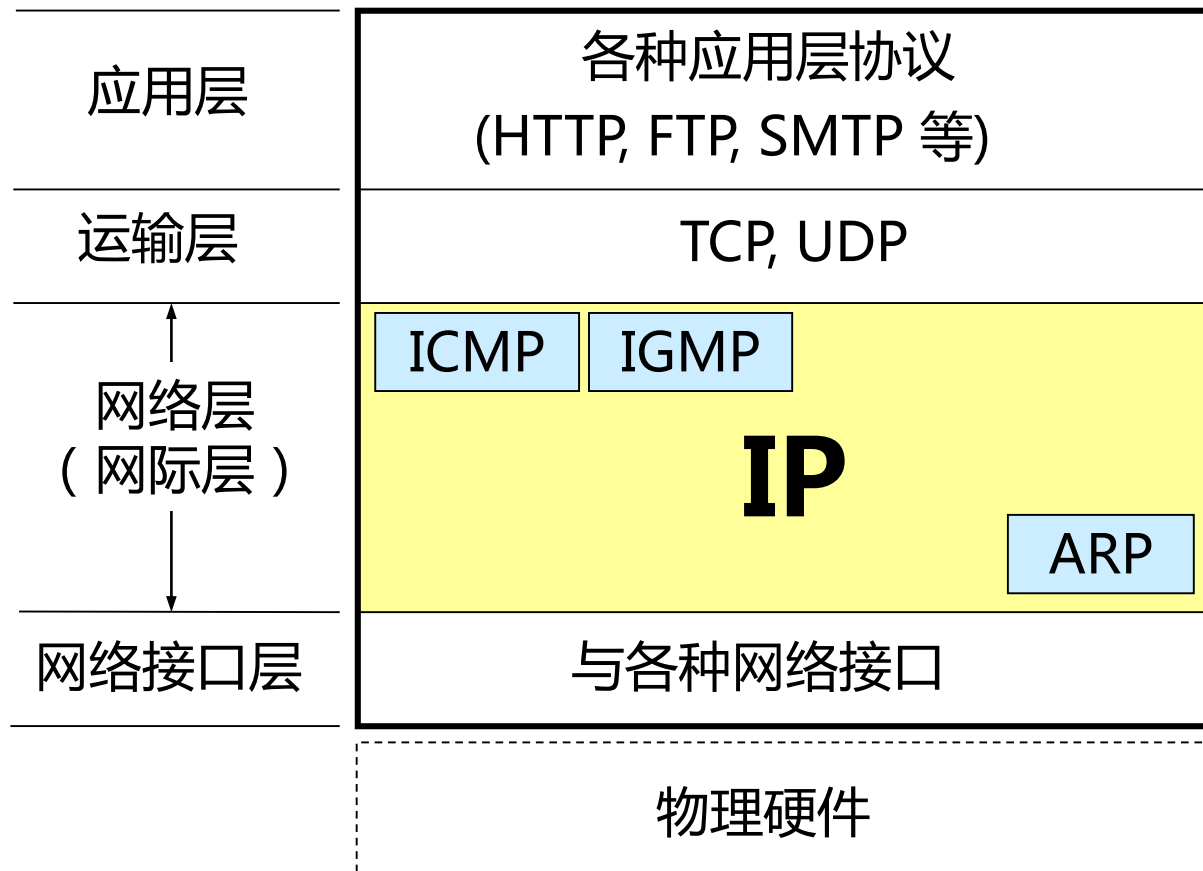 应用层
各种应用层协议
(HTTP, FTP, SMTP 等)
运输层
TCP, UDP
ICMP
IGMP
网络层
（网际层）
IP
ARP
网络接口层
与各种网络接口
物理硬件